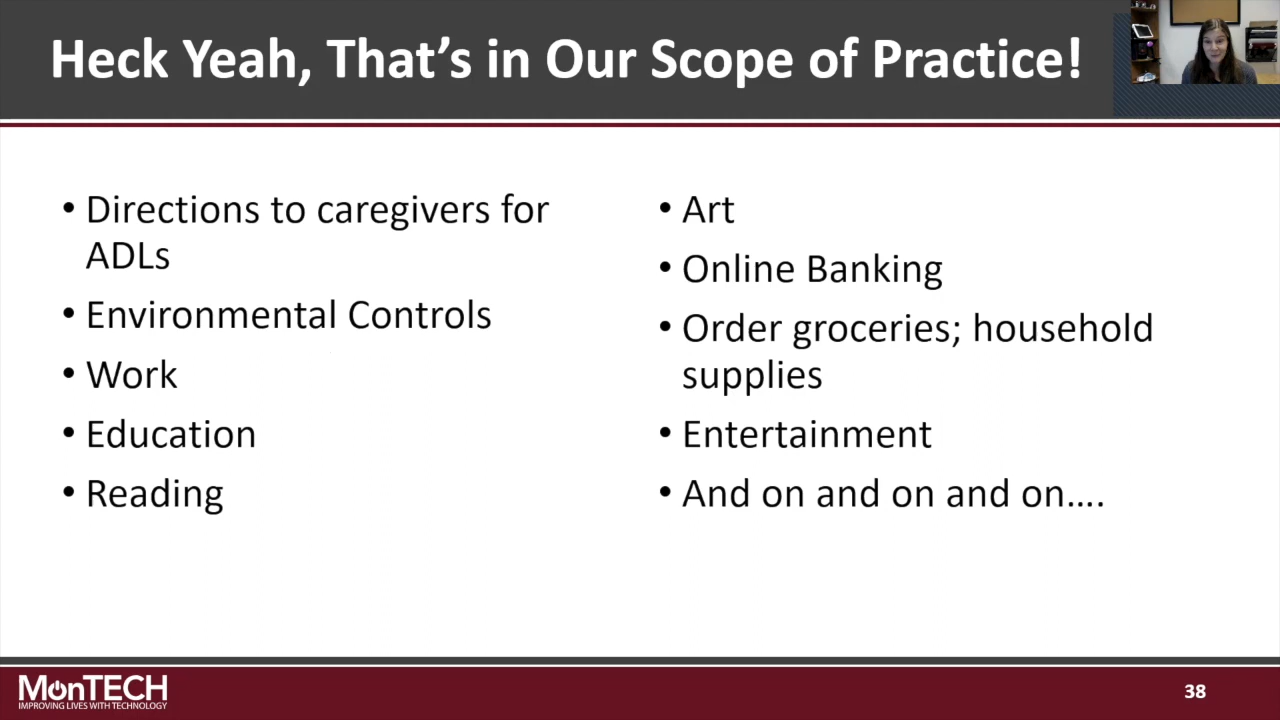 Heck Yeah, That's in Our Scope of Practice!
• Directions to caregivers for
ADLs
• Environmental Controls
• Work
• Education
• Reading
• Art
• Online Banking
• Order groceries; household
supplies
• Entertainment
• And on and on and on….
MonTECH
IMPROVING LIVES WITH TECHNOLOGY
38